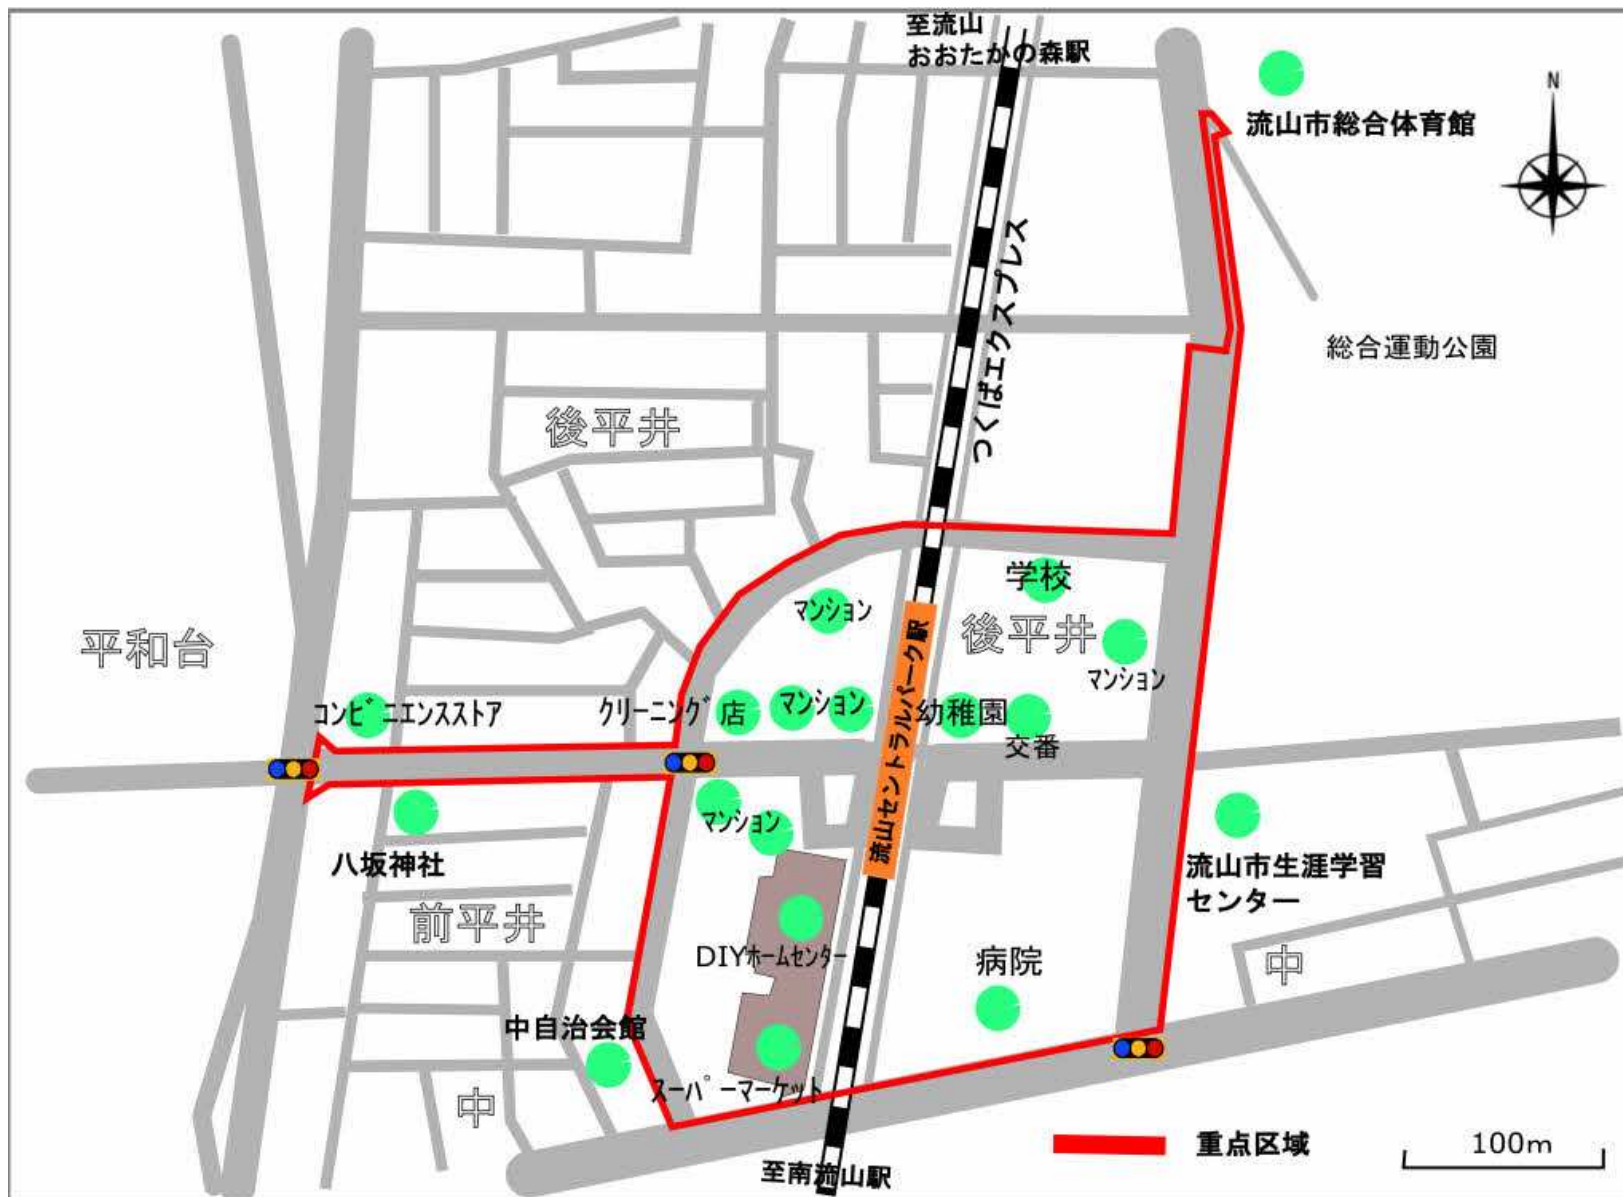 至流山
おおたかの森駅
N
流山市総合体育館
つくばエクスプレス
総合運動公園
後平井
学校
マンション
後平井
平和台
マンション
コンビニエンスストア
クリーニング店
マンション
幼稚園
交番
流山セントラルパーク駅
マンション
八坂神社
流山市生涯学習
センター
前平井
DIYホームセンター
病院
中
中自治会館
スーパーマーケット
中
重点区域
100m
至南流山駅